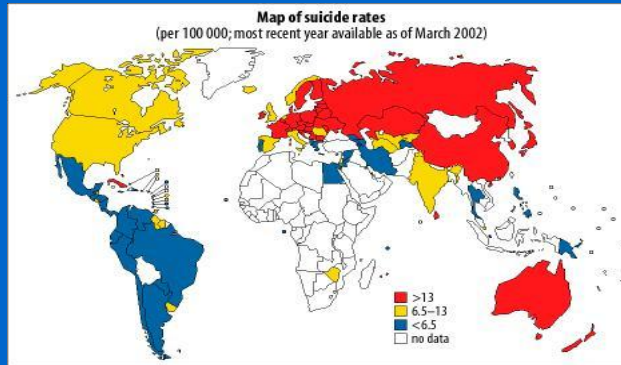 Map of suicide rates
(per 100 000; most recent year available as of March 2002)
>13
6.5–13
<6.5
no data